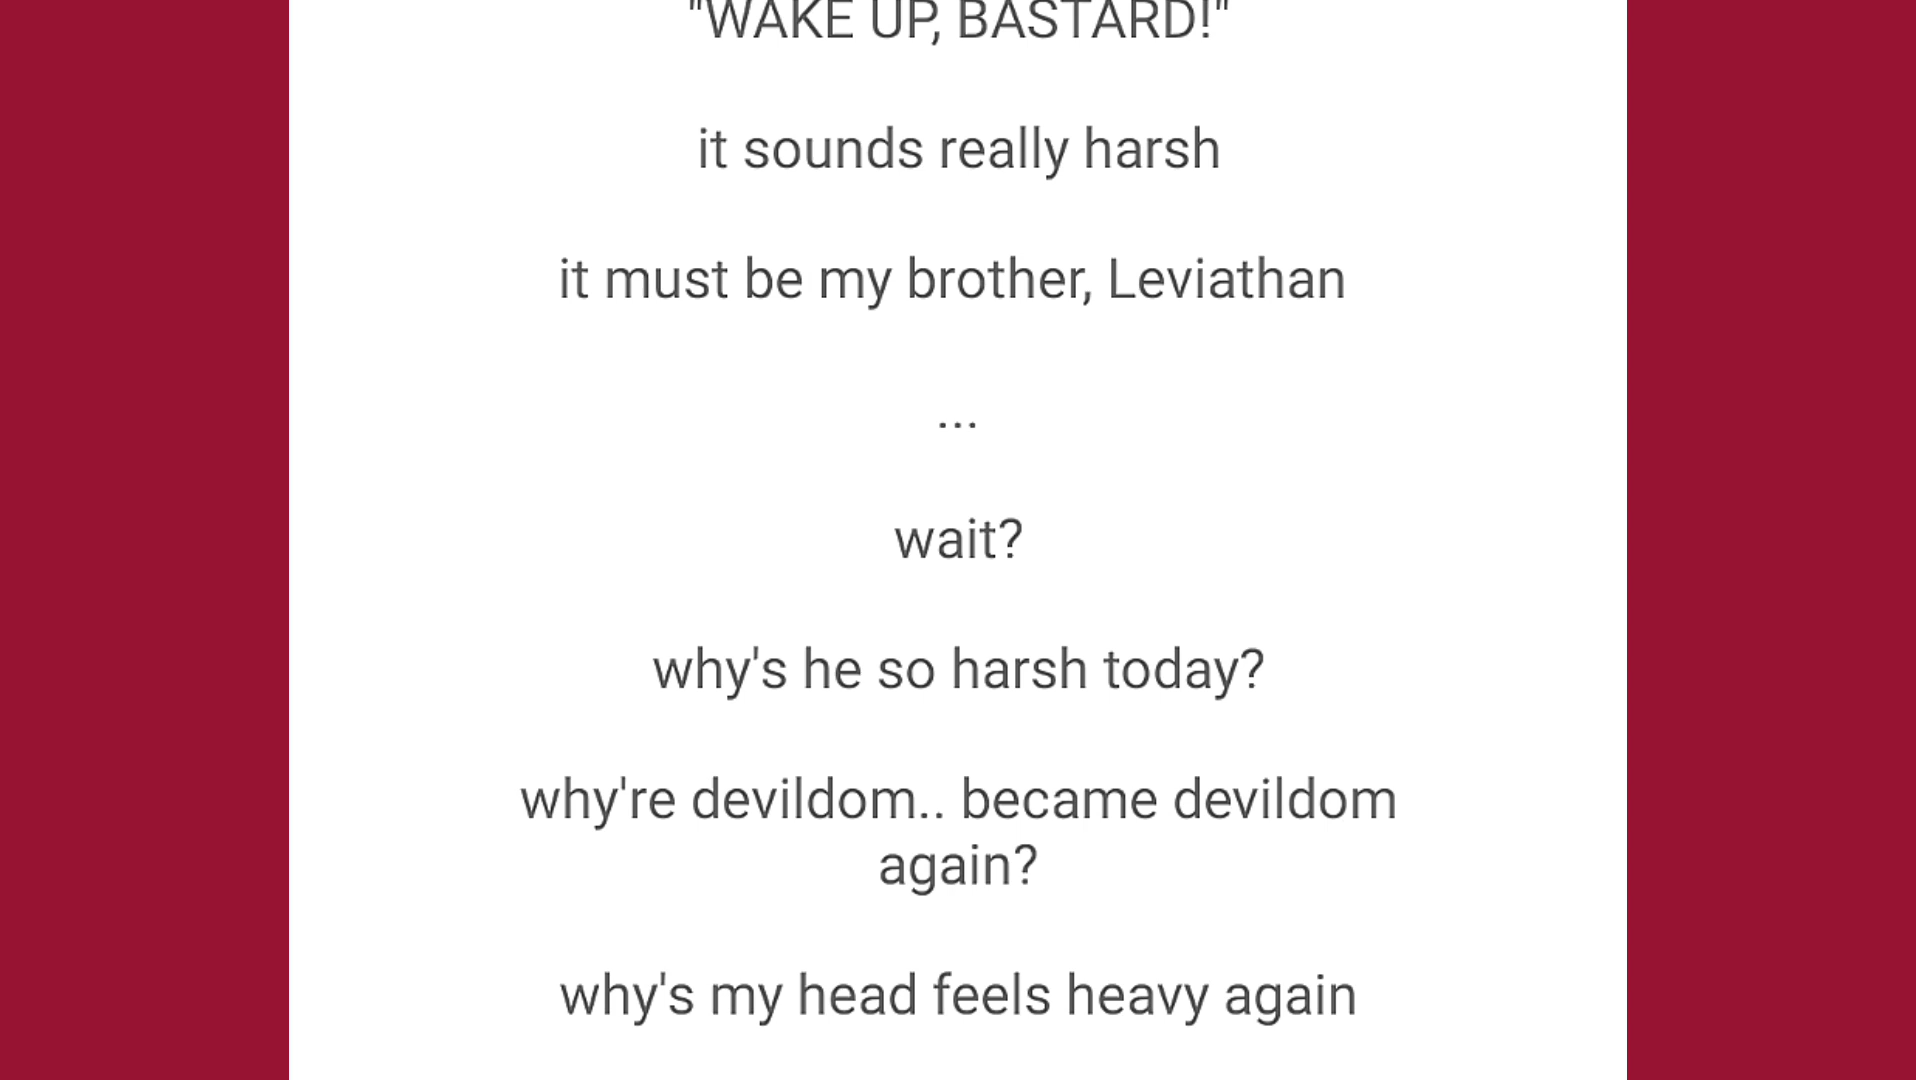 "WAKE UP, BASTARD!"
it sounds really harsh
it must be my brother, Leviathan
...
wait?
why's he so harsh today?
why're devildom.. became devildom
again?
why's my head feels heavy again